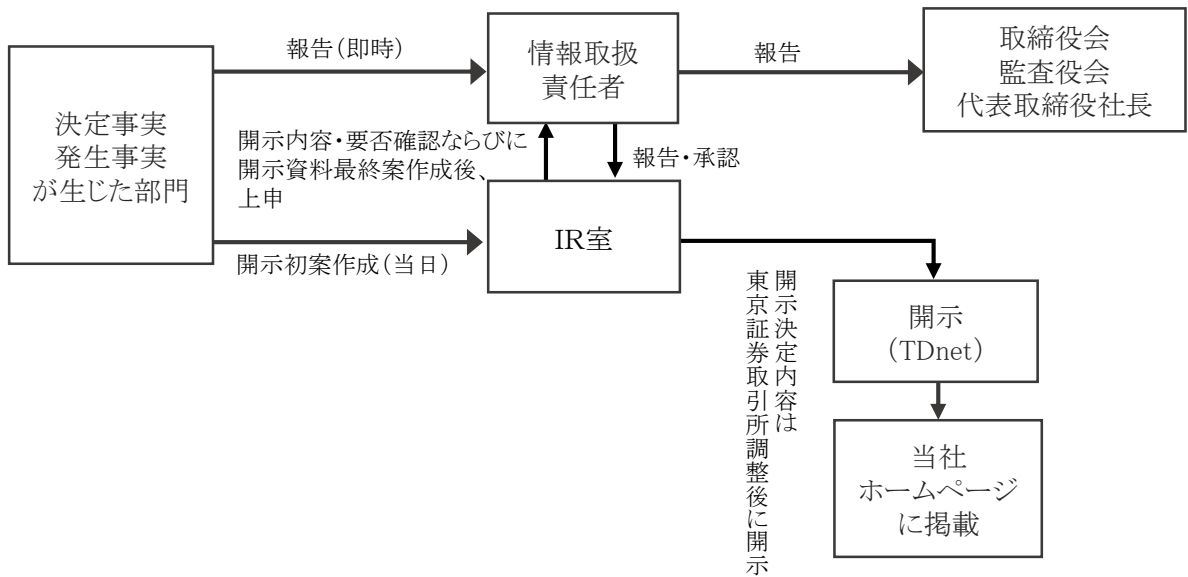 決定事実
発生事実
が生じた部門
報告(即時)
情報取扱
責任者
報告
取締役会
監査役会
代表取締役社長
開示内容・要否確認ならびに
開示資料最終案作成後、
上申
報告・承認
開示初案作成(当日)
IR室
開示決定内容は
東京証券取引所調整後に開示
開示
(TDnet)
当社
ホームページ
に掲載